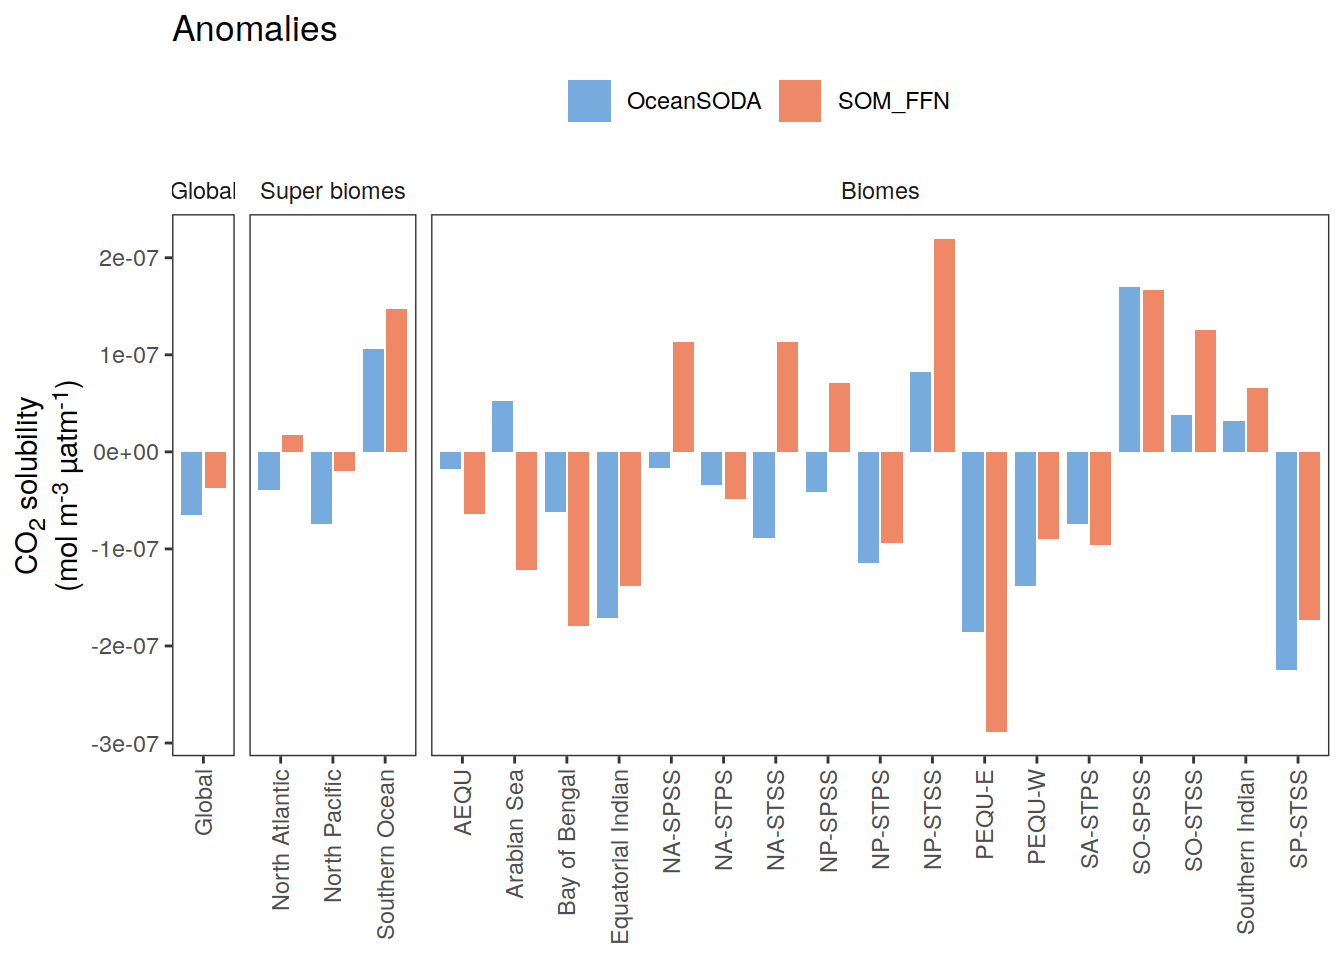 Anomalies
OceanSODA SOM_FFN
Global Super biomes Biomes
CO2 solubility
(mol m-3 µatm-1)
2e-07
1e-07
0e+00
-1e-07
-2e-07
-3e-07
Global
North Atlantic
North Pacific
Southern Ocean
AEQU
Arabian Sea
Bay of Bengal
Equatorial Indian
NA-SPSS
NA-STPS
NA-STSS
NP-SPSS
NP-STPS
NP-STSS
PEQU-E
PEQU-W
SA-STPS
SO-SPSS
SO-STSS
Southern Indian
SP-STSS